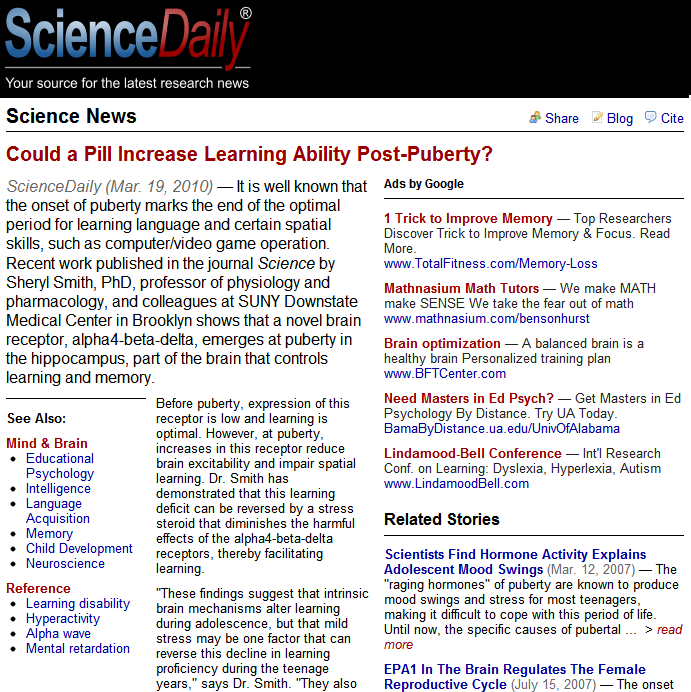 ScienceDaily®
Your source for the latest research news
Science News
Share
Blog
Cite
Could a Pill Increase Learning Ability Post-Puberty?
ScienceDaily (Mar. 19, 2010) — It is well known that
the onset of puberty marks the end of the optimal
period for learning language and certain spatial
skills, such as computer/video game operation.
Recent work published in the journal Science by
Sheryl Smith, PhD, professor of physiology and
pharmacology, and colleagues at SUNY Downstate
Medical Center in Brooklyn shows that a novel brain
receptor, alpha4-beta-delta, emerges at puberty in
the hippocampus, part of the brain that controls
learning and memory.
See Also:
Mind & Brain
• Educational
Psychology
• Intelligence
• Language
Acquisition
• Memory
• Child Development
• Neuroscience
Reference
• Learning disability
• Hyperactivity
• Alpha wave
• Mental retardation
Before puberty, expression of this
receptor is low and learning is
optimal. However, at puberty,
increases in this receptor reduce
brain excitability and impair spatial
learning. Dr. Smith has
demonstrated that this learning
deficit can be reversed by a stress
steroid that diminishes the harmful
effects of the alpha4-beta-delta
receptors, thereby facilitating
learning.
"These findings suggest that intrinsic
brain mechanisms alter learning
during adolescence, but that mild
stress may be one factor that can
reverse this decline in learning
proficiency during the teenage
years," says Dr. Smith. "They also
Ads by Google
1 Trick to Improve Memory — Top Researchers
Discover Trick to Improve Memory & Focus. Read
More.
www.TotalFitness.com/Memory-Loss
Mathnasium Math Tutors — We make MATH
make SENSE We take the fear out of math
www.mathnasium.com/bensonhurst
Brain optimization — A balanced brain is a
healthy brain Personalized training plan
www.BFTCenter.com
Need Masters in Ed Psych? — Get Masters in Ed
Psychology By Distance. Try UA Today.
BamaByDistance.ua.edu/UnivOfAlabama
Lindamood-Bell Conference — Int'l Research
Conf. on Learning: Dyslexia, Hyperlexia, Autism
www.LindamoodBell.com
Related Stories
Scientists Find Hormone Activity Explains
Adolescent Mood Swings (Mar. 12, 2007) — The
"raging hormones" of puberty are known to produce
mood swings and stress for most teenagers,
making it difficult to cope with this period of life.
Until now, the specific causes of pubertal ... > read
more
EPA1 In The Brain Regulates The Female
Reproductive Cycle (July 15, 2007) — The onset